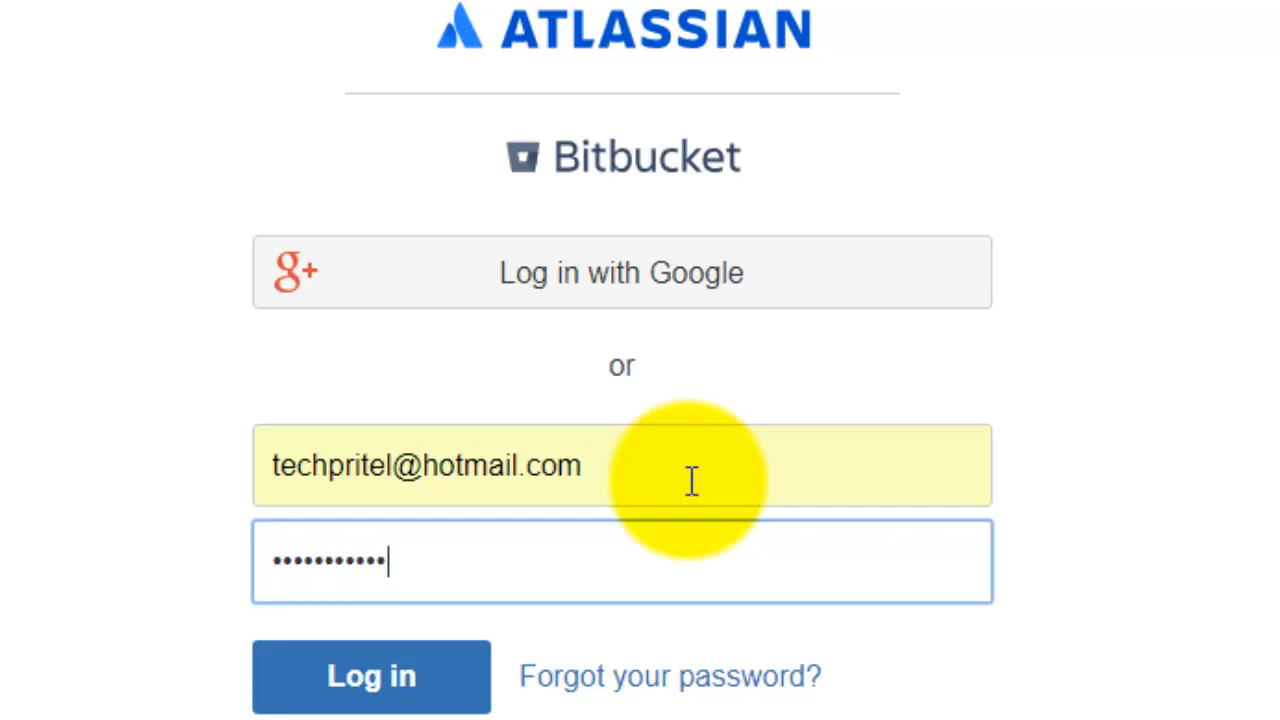 ATLASSIAN
Bitbucket
g+ Log in with Google
or
techpritel@hotmail.com
•••••••••••
Log in Forgot your password?